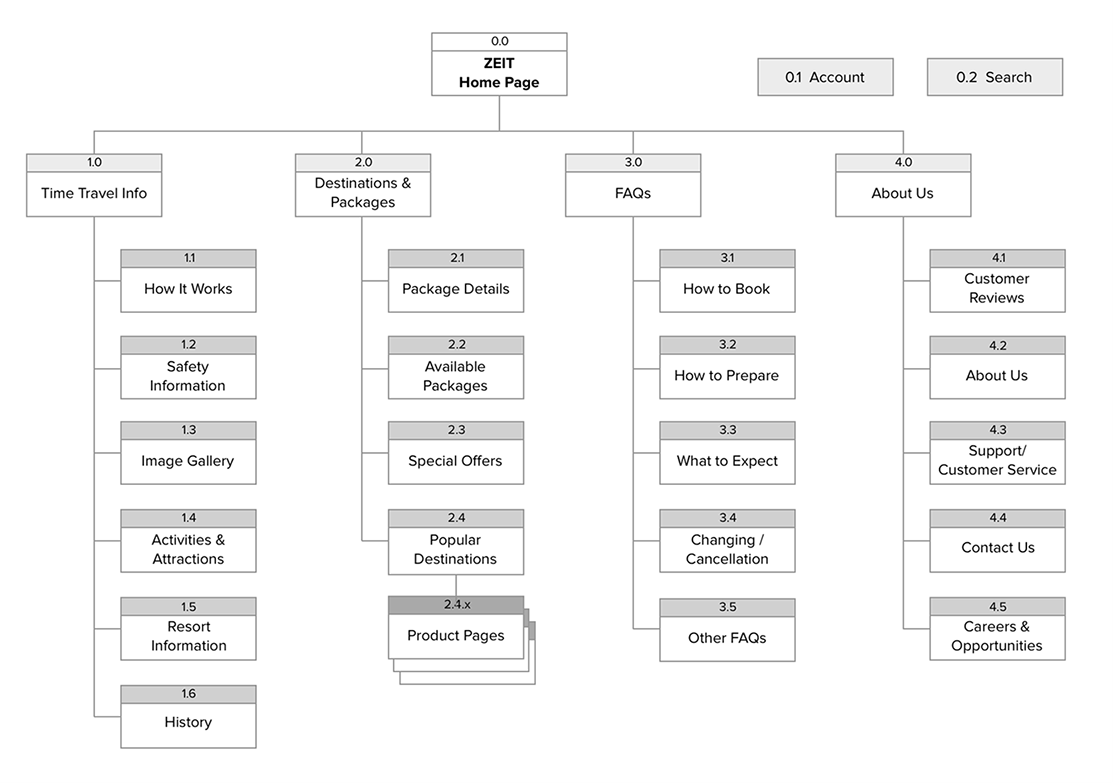 0.0
ZEIT
Home Page
0.1 Account
0.2 Search
1.0
Time Travel Info
1.1
How It Works
1.2
Safety
Information
1.3
Image Gallery
1.4
Activities &
Attractions
1.5
Resort
Information
1.6
History
2.0
Destinations &
Packages
2.1
Package Details
2.2
Available
Packages
2.3
Special Offers
2.4
Popular
Destinations
2.4.x
Product Pages
3.0
FAQs
3.1
How to Book
3.2
How to Prepare
3.3
What to Expect
3.4
Changing /
Cancellation
3.5
Other FAQs
4.0
About Us
4.1
Customer
Reviews
4.2
About Us
4.3
Support/
Customer Service
4.4
Contact Us
4.5
Careers &
Opportunities